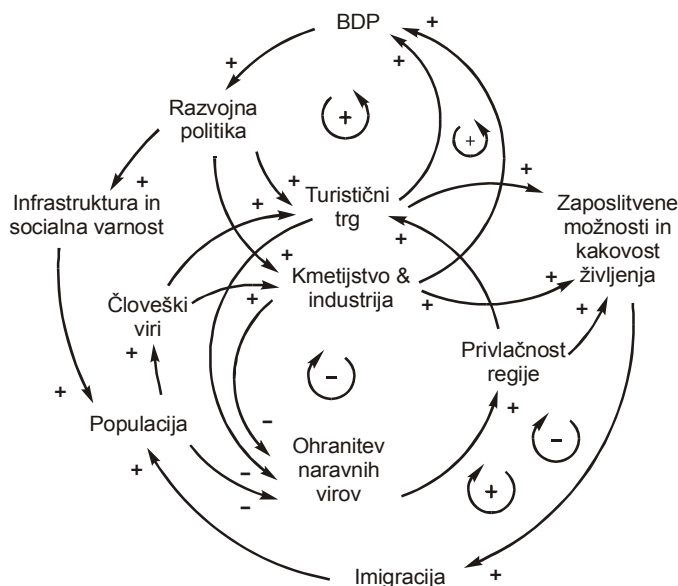 BDP
+
+
+
Razvojna
politika
+
+
+
+
Infrastruktura in
socialna varnost
+
+
Turistični
trg
+
+
Zaposlitvene
možnosti in
kakovost
življenja
+
+
Kmetijstvo &
industrija
+
+
+
Človeški
viri
+
-
Privlačnost
regije
+
+
Populacija
+
-
-
-
Ohranitev
naravnih
virov
-
+
Imigracija
+